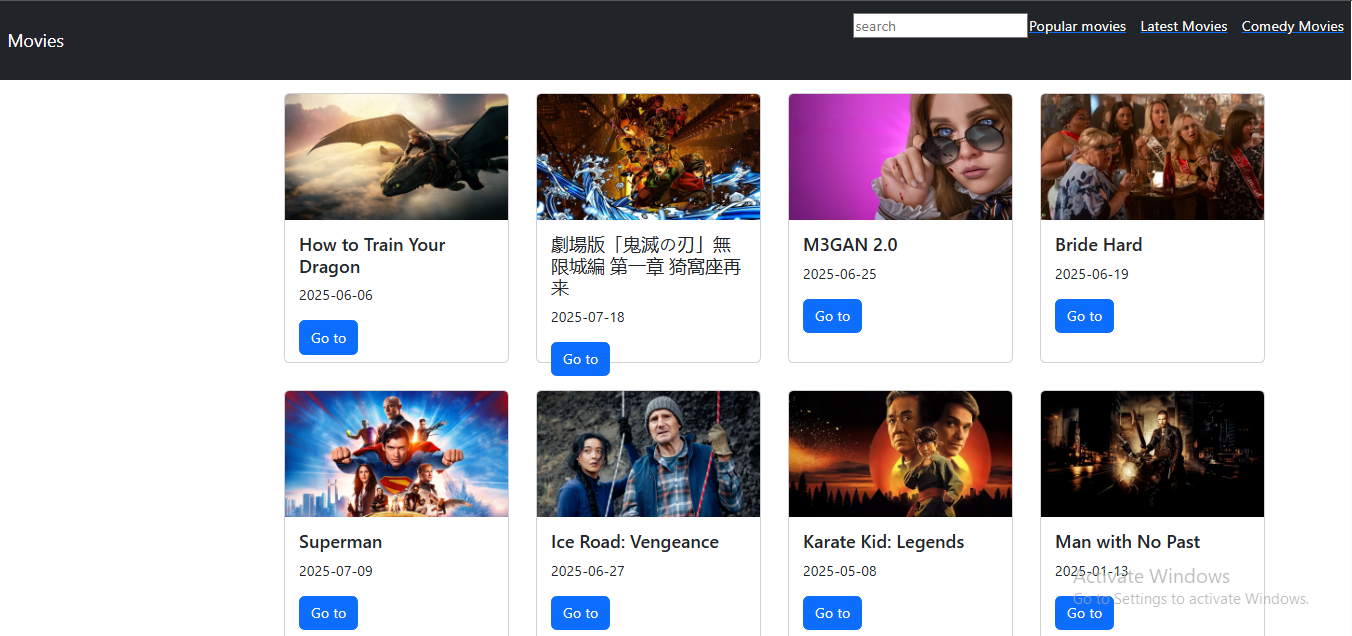 Movies
search
Popular movies
Latest Movies
Comedy Movies
How to Train Your
Dragon
2025-06-06
Go to
劇場版「鬼滅の刃」無
限城編 第一章 猗窩座再
来
2025-07-18
Go to
M3GAN 2.0
2025-06-25
Go to
Bride Hard
2025-06-19
Go to
Superman
2025-07-09
Go to
Ice Road: Vengeance
2025-06-27
Go to
Karate Kid: Legends
2025-05-08
Go to
Man with No Past
2025-01-13
Go to
Activate Windows
Go to Settings to activate Windows.